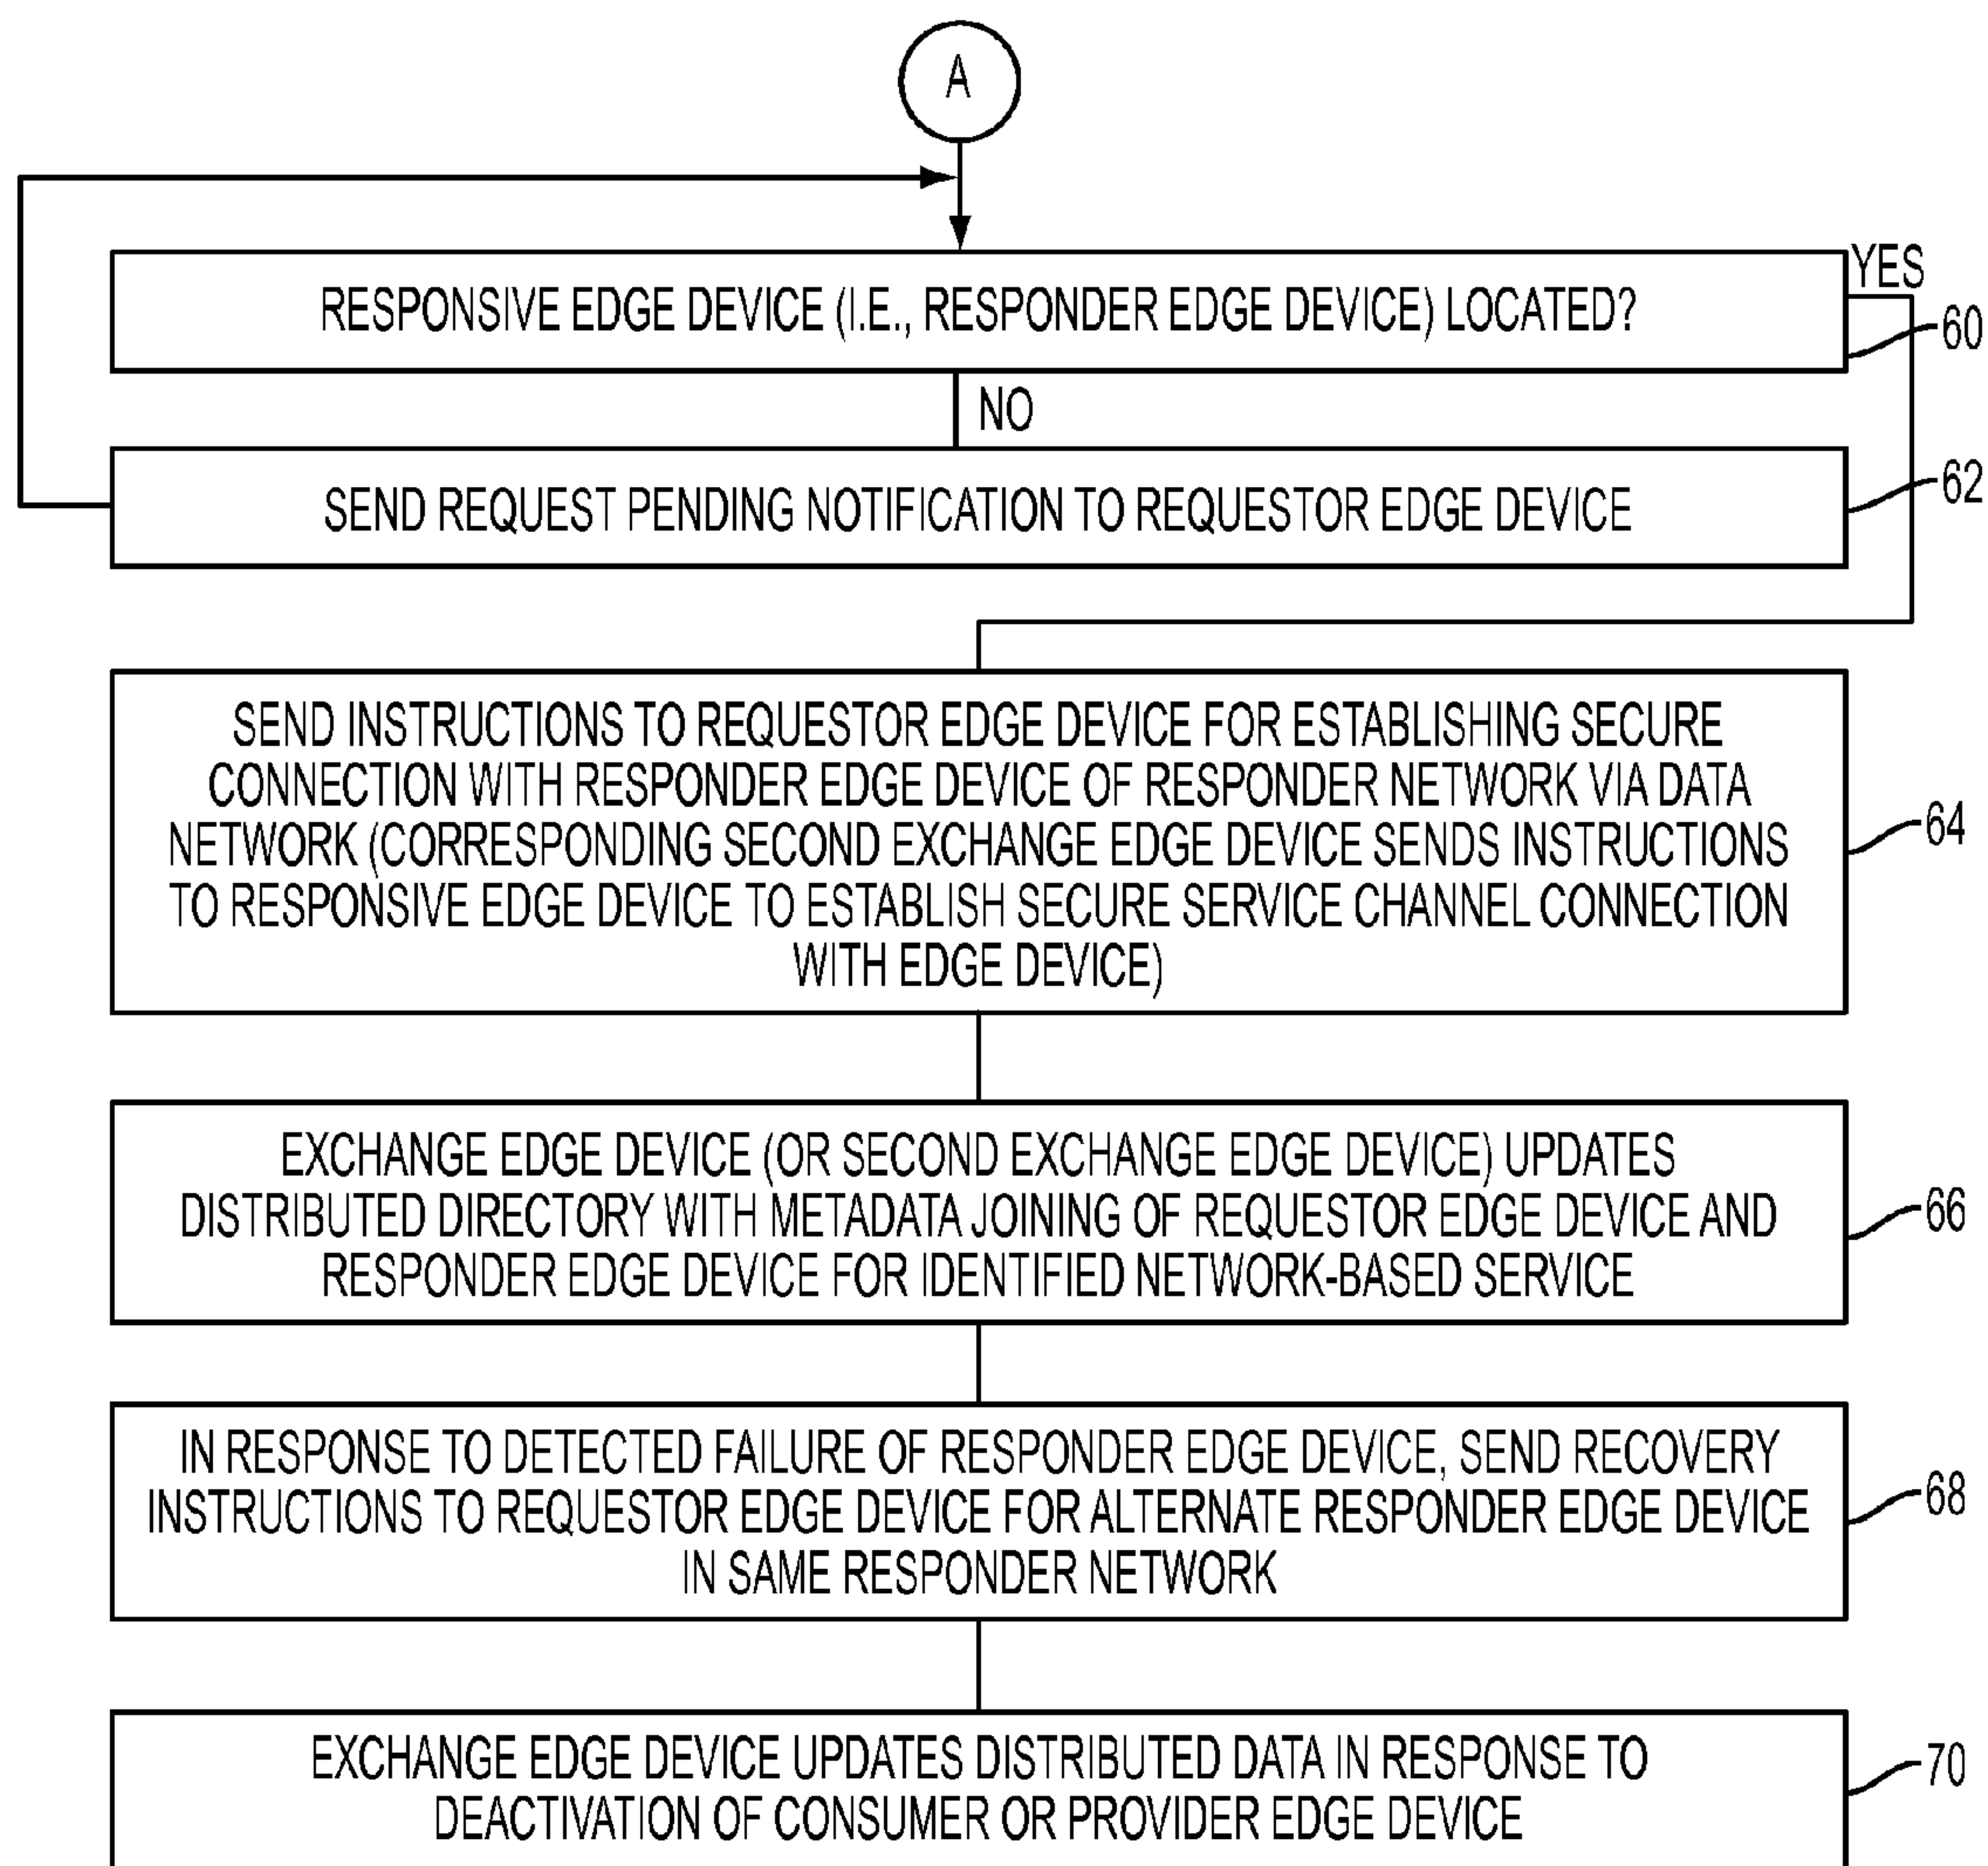 A
YES
RESPONSIVE EDGE DEVICE (I.E., RESPONDER EDGE DEVICE) LOCATED?
60
NO
SEND REQUEST PENDING NOTIFICATION TO REQUESTOR EDGE DEVICE
62
SEND INSTRUCTIONS TO REQUESTOR EDGE DEVICE FOR ESTABLISHING SECURE
CONNECTION WITH RESPONDER EDGE DEVICE OF RESPONDER NETWORK VIA DATA
NETWORK (CORRESPONDING SECOND EXCHANGE EDGE DEVICE SENDS INSTRUCTIONS
TO RESPONSIVE EDGE DEVICE TO ESTABLISH SECURE SERVICE CHANNEL CONNECTION
WITH EDGE DEVICE)
64
EXCHANGE EDGE DEVICE (OR SECOND EXCHANGE EDGE DEVICE) UPDATES
DISTRIBUTED DIRECTORY WITH METADATA JOINING OF REQUESTOR EDGE DEVICE AND
RESPONDER EDGE DEVICE FOR IDENTIFIED NETWORK-BASED SERVICE
66
IN RESPONSE TO DETECTED FAILURE OF RESPONDER EDGE DEVICE, SEND RECOVERY
INSTRUCTIONS TO REQUESTOR EDGE DEVICE FOR ALTERNATE RESPONDER EDGE DEVICE
IN SAME RESPONDER NETWORK
68
EXCHANGE EDGE DEVICE UPDATES DISTRIBUTED DATA IN RESPONSE TO
DEACTIVATION OF CONSUMER OR PROVIDER EDGE DEVICE
70